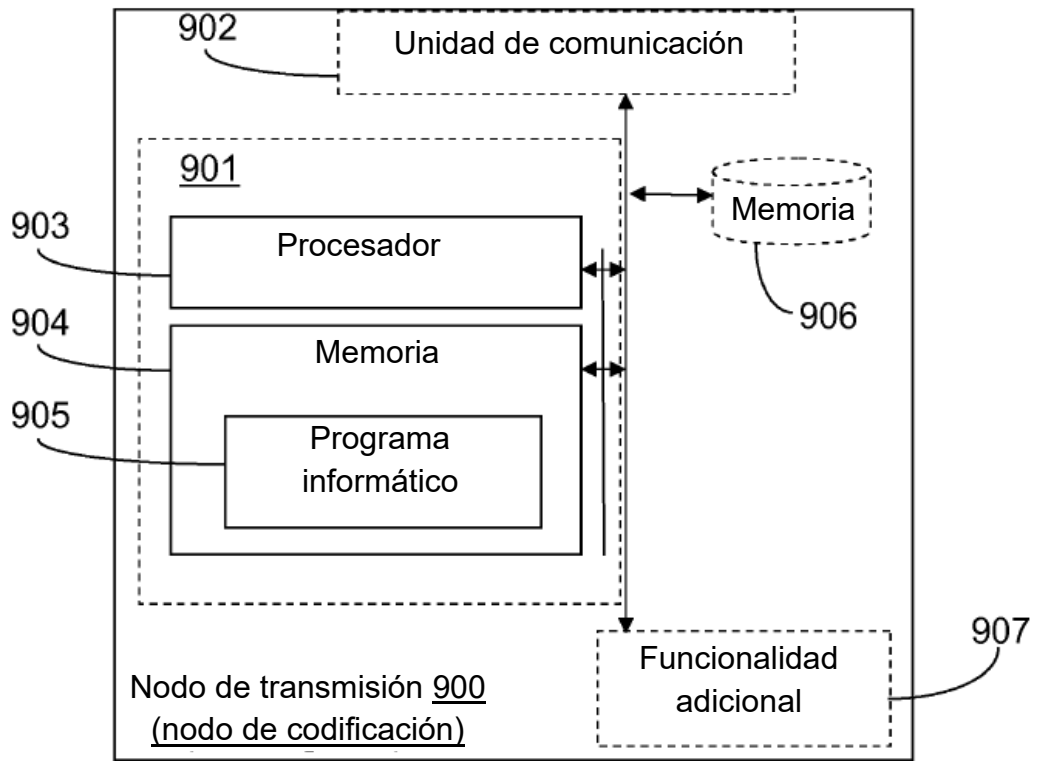 902
Unidad de comunicación
901
Memoria
903
Procesador
906
904
Memoria
905
Programa
informático
907
Funcionalidad
adicional
Nodo de transmisión 900
(nodo de codificación)